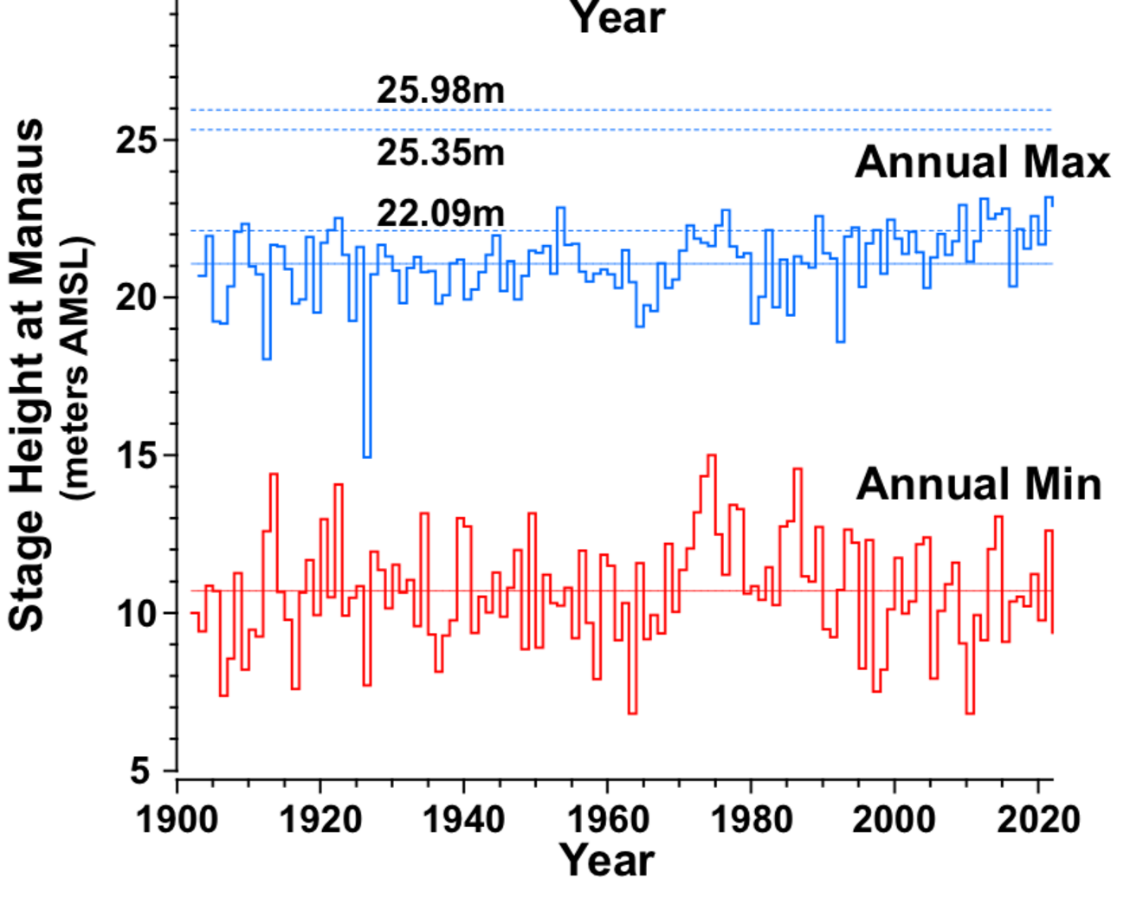 Year
25.98m
25
25.35m
Annual Max
22.09m
20
15
Annual Min
10
5
Stage Height at Manaus
(meters AMSL)
1900 1920 1940 1960 1980 2000 2020
Year